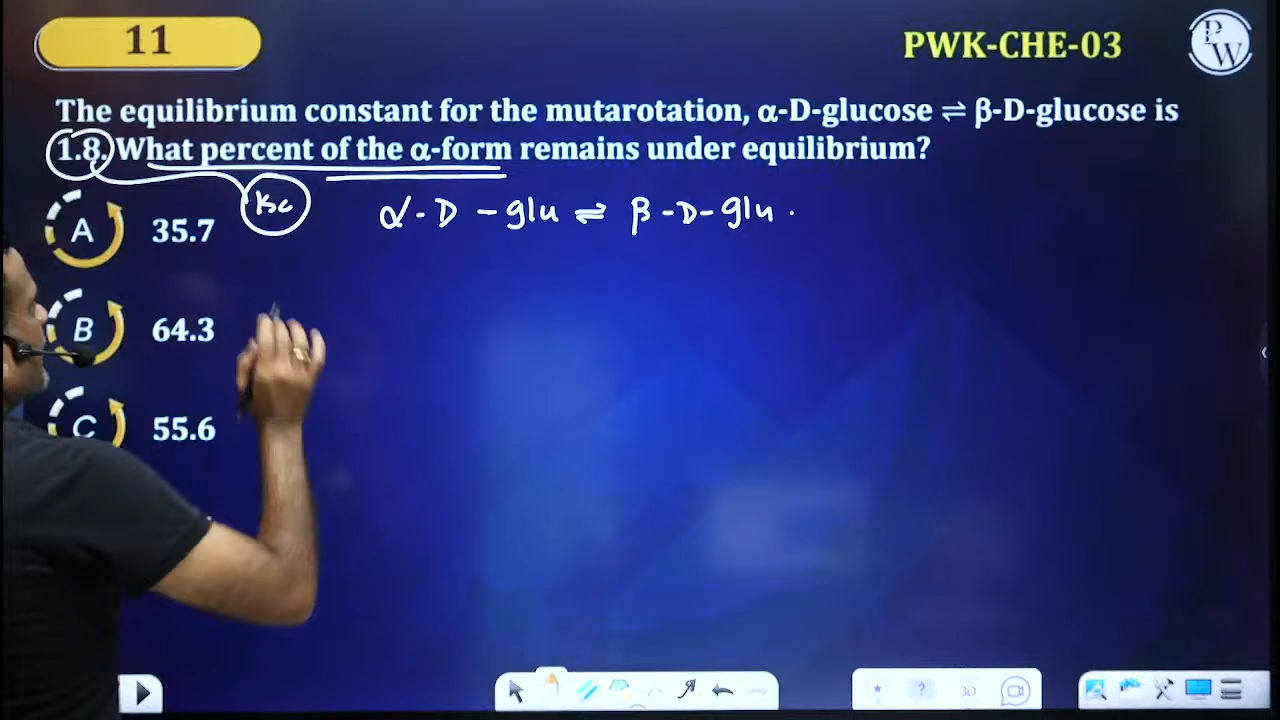 11
PWK-CHE-03
P
W
The equilibrium constant for the mutarotation, α-D-glucose ⇌ β-D-glucose is
1.8. What percent of the α-form remains under equilibrium?
Kc
α-D-glu ⇌ β-D-glu.
A 35.7
B 64.3
C 55.6
3D